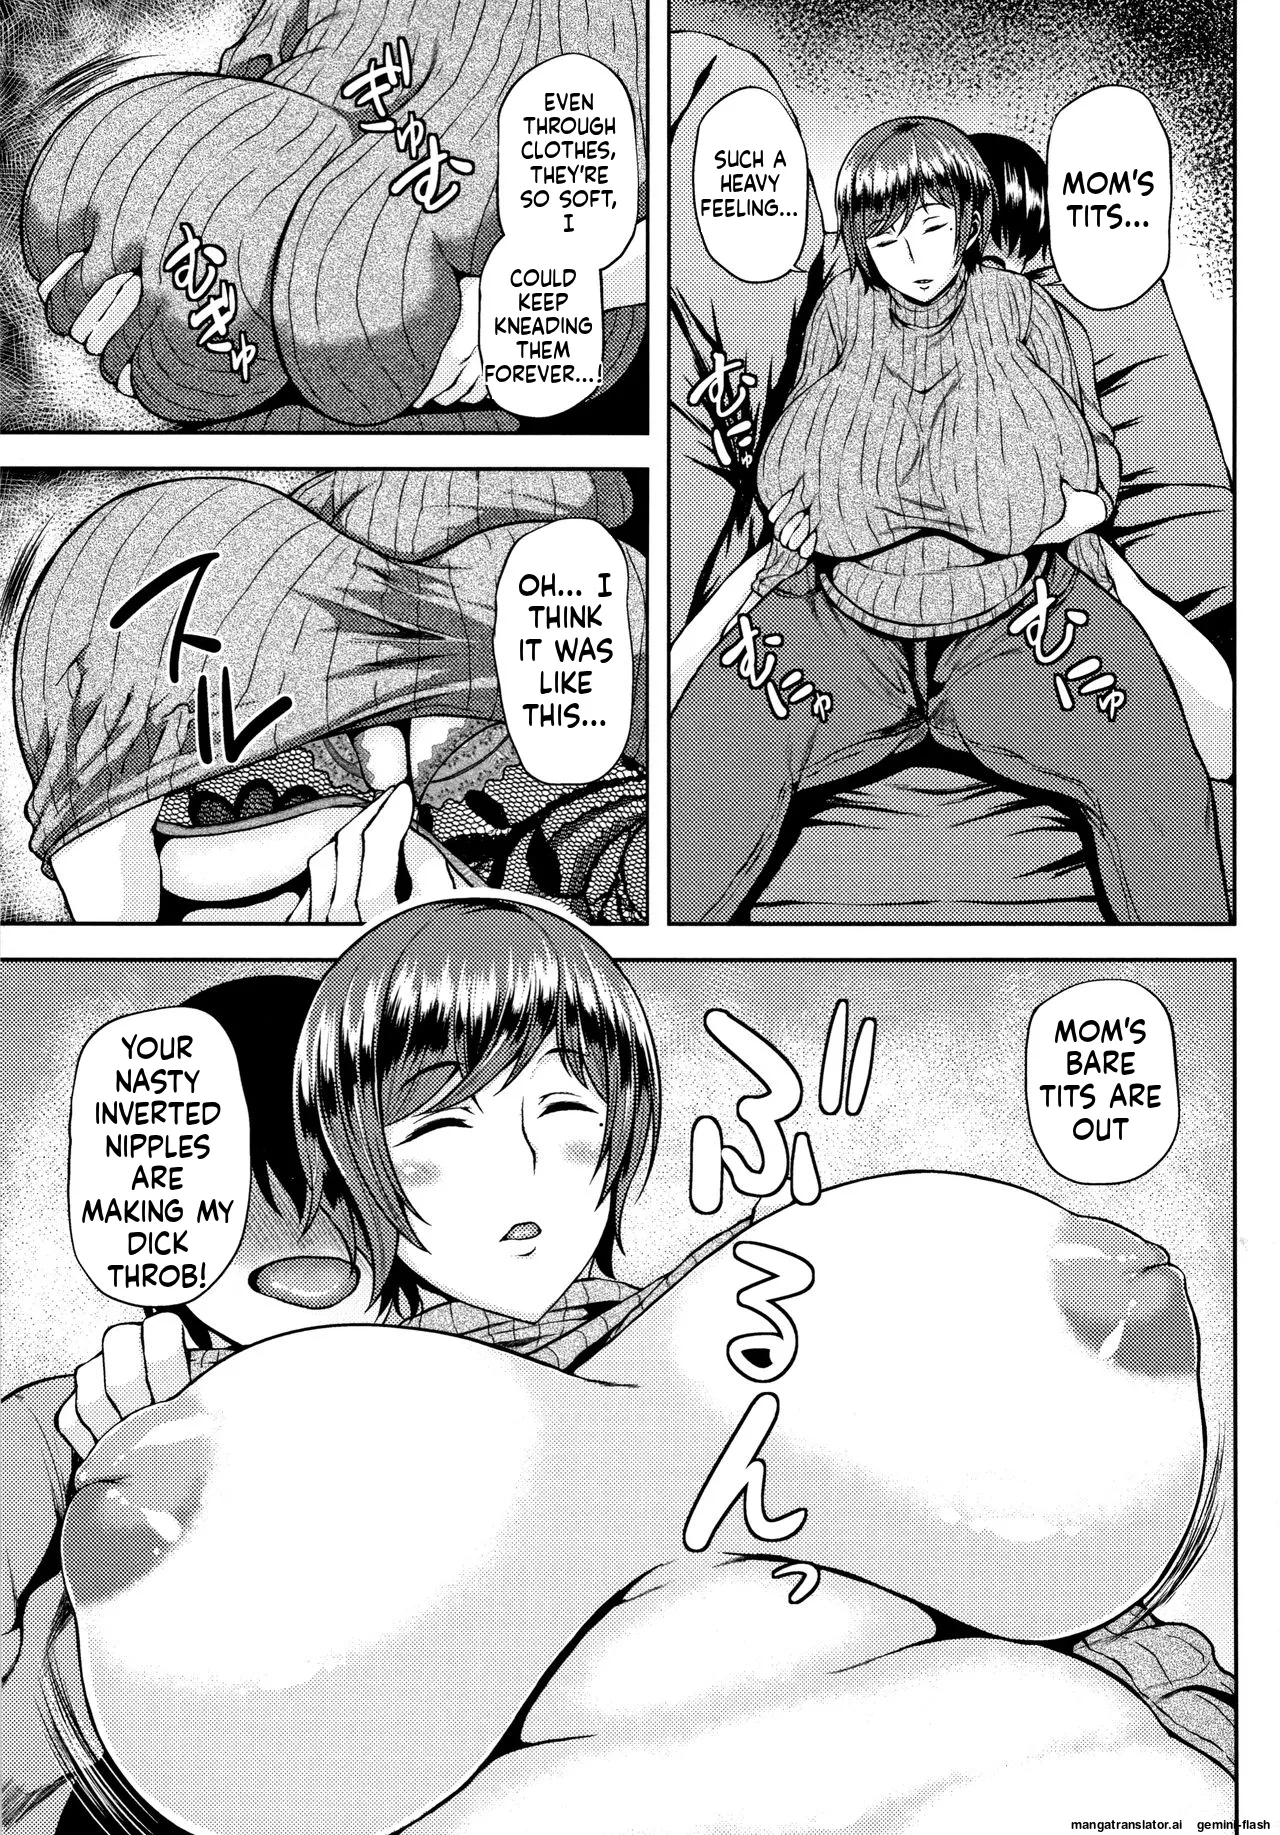 MOM'S
TITS...
SUCH A
HEAVY
FEELING...
むにゅ
むにゅ
むにゅ
EVEN
THROUGH
CLOTHES,
THEY'RE
SO SOFT,
I
COULD
KEEP
KNEADING
THEM
FOREVER...!
ぎゅむ
むぎゅ
OH... I
THINK
IT WAS
LIKE
THIS...
スル
MOM'S
BARE
TITS ARE
OUT
ぶるんっ
YOUR
NASTY
INVERTED
NIPPLES
ARE
MAKING MY
DICK
THROB!
mangatranslator.ai gemini-flash